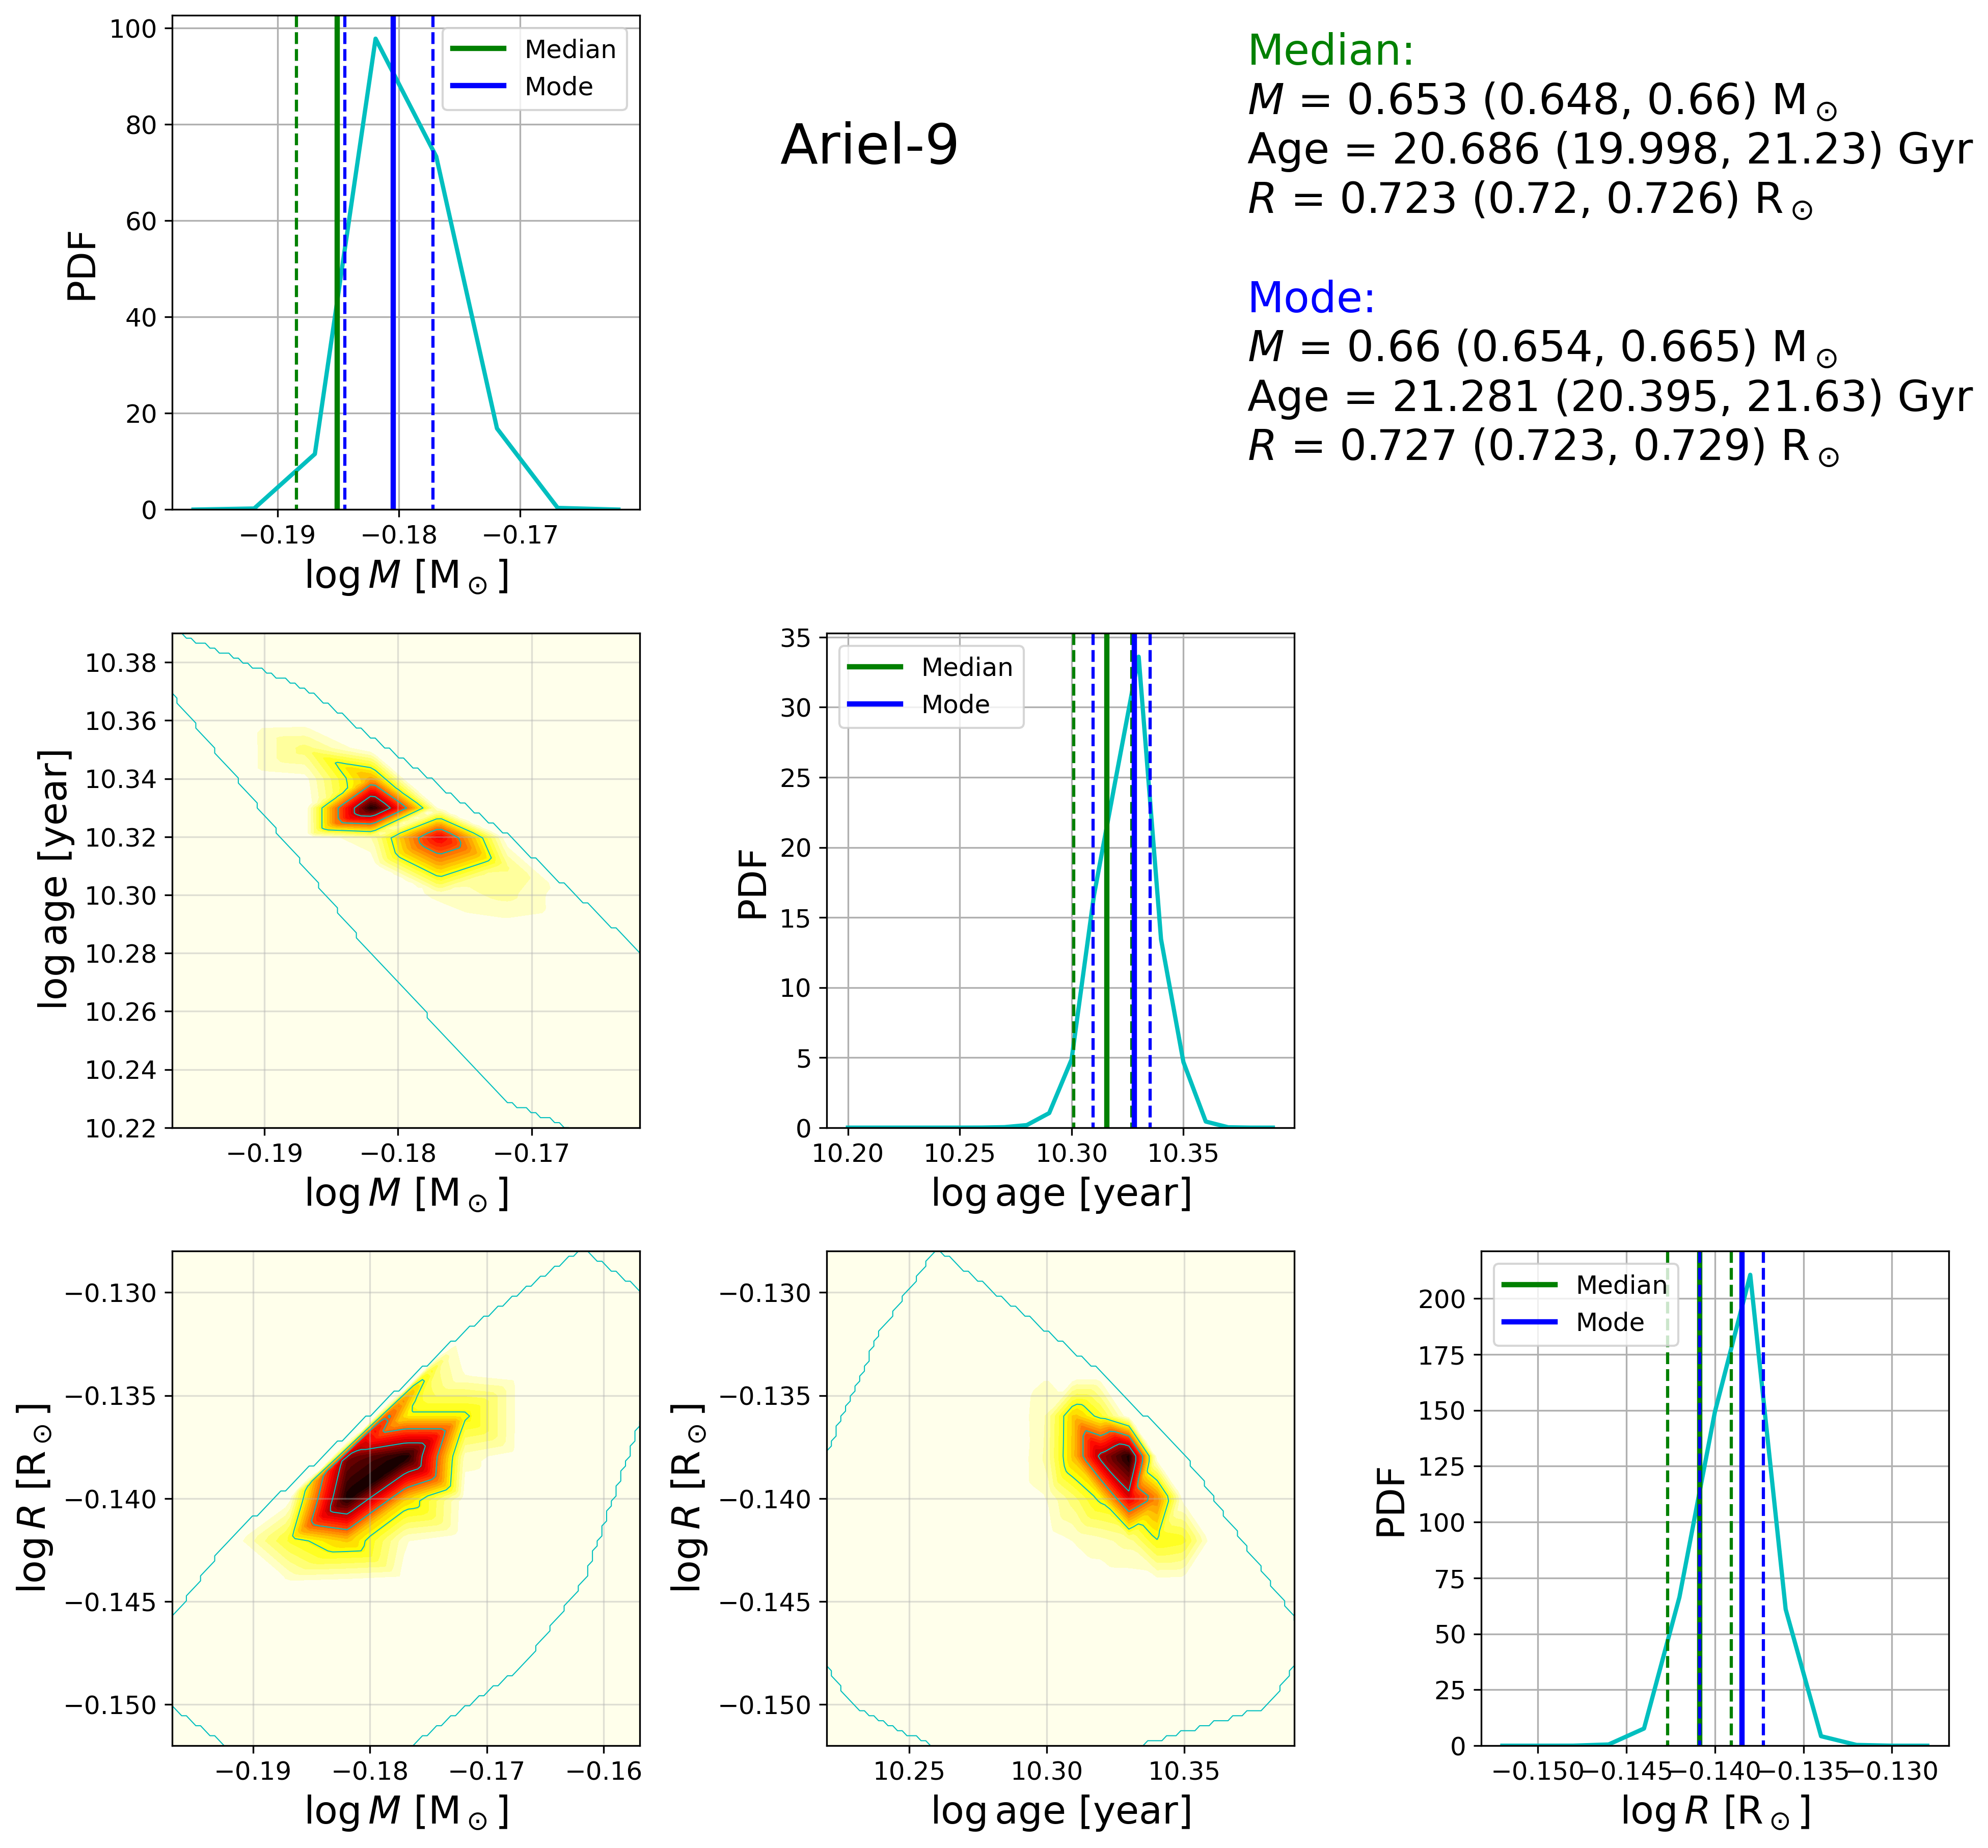 100
80
60
40
20
0
PDF
Median
Mode
−0.19 −0.18 −0.17
log M [M⊙]
Ariel-9
Median:
M = 0.653 (0.648, 0.66) M⊙
Age = 20.686 (19.998, 21.23) Gyr
R = 0.723 (0.72, 0.726) R⊙
Mode:
M = 0.66 (0.654, 0.665) M⊙
Age = 21.281 (20.395, 21.63) Gyr
R = 0.727 (0.723, 0.729) R⊙
10.38
10.36
10.34
10.32
10.30
10.28
10.26
10.24
10.22
log age [year]
−0.19 −0.18 −0.17
log M [M⊙]
35
30
25
20
15
10
5
0
PDF
Median
Mode
10.20 10.25 10.30 10.35
log age [year]
−0.130
−0.135
−0.140
−0.145
−0.150
log R [R⊙]
−0.19 −0.18 −0.17 −0.16
log M [M⊙]
−0.130
−0.135
−0.140
−0.145
−0.150
log R [R⊙]
10.25 10.30 10.35
log age [year]
200
175
150
125
100
75
50
25
0
PDF
Median
Mode
−0.150 −0.145 −0.140 −0.135 −0.130
log R [R⊙]